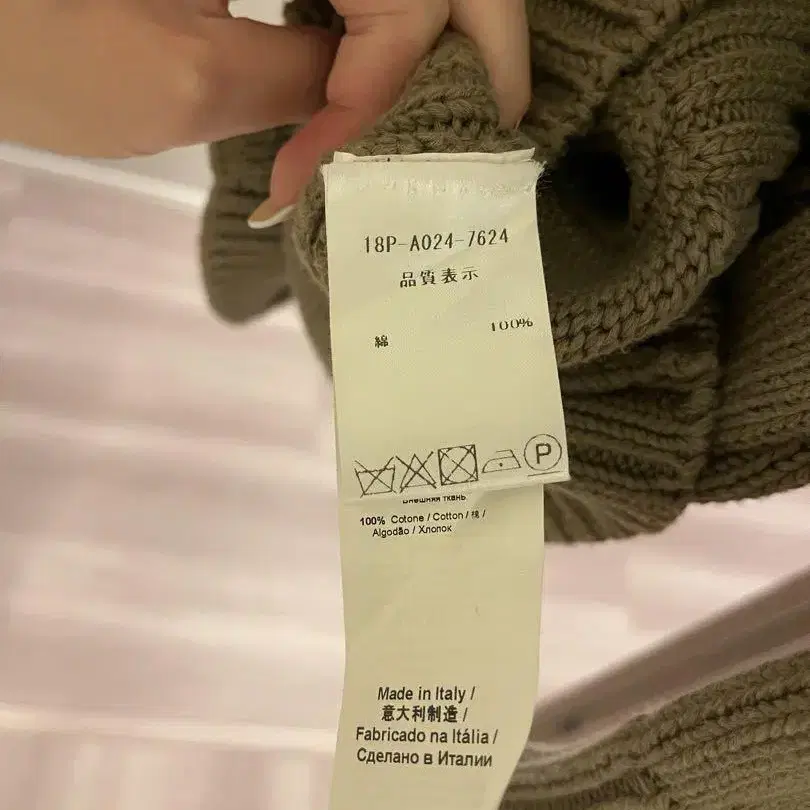 18P-A024-7624
品質表示
綿 100%
P
Внешняя ткань
100% Cotone / Cotton / 棉 /
Algodão / Хлопок
Made in Italy /
意大利制造 /
Fabricado na Itália /
Сделано в Италии